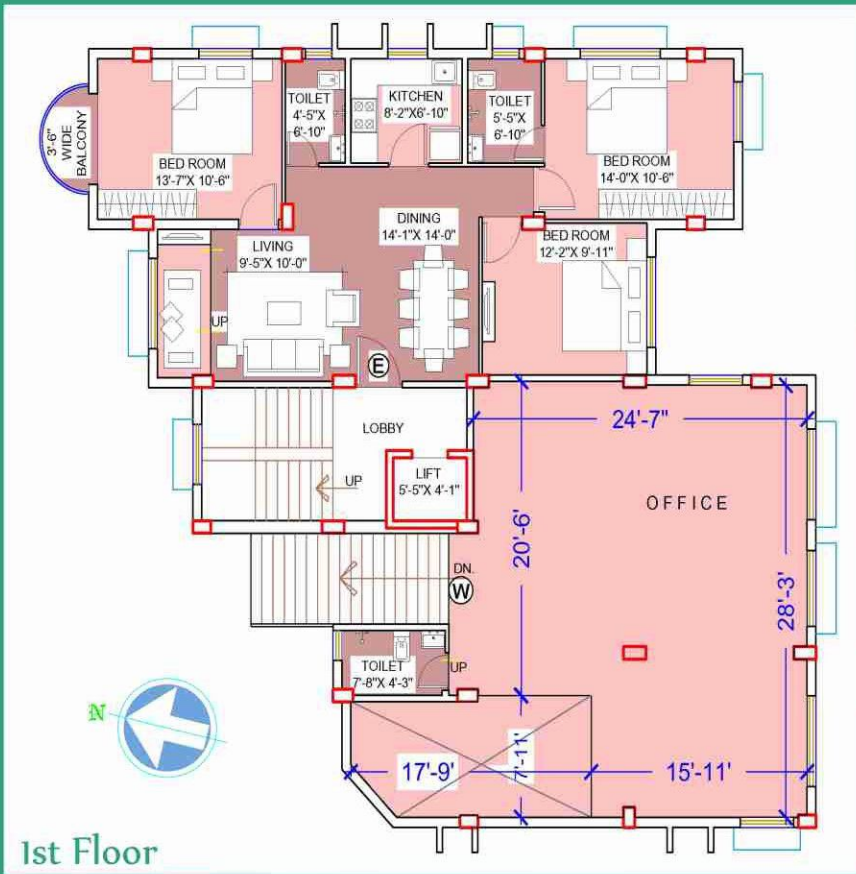 TOILET
4'-5"X
6'-10"
KITCHEN
8'-2"X6'-10"
TOILET
5'-5"X
6'-10"
3'-6"
WIDE
BALCONY
BED ROOM
13'-7"X 10'-6"
BED ROOM
14'-0"X 10'-6"
LIVING
9'-5"X 10'-0"
DINING
14'-1"X 14'-0"
BED ROOM
12'-2"X 9'-11"
UP
E
LOBBY
24'-7"
LIFT
5'-5"X 4'-1"
UP
OFFICE
20'-6'
28'-3'
DN.
W
TOILET
7'-8"X 4'-3"
UP
N
17'-9'
7'-11'
15'-11'
1st Floor